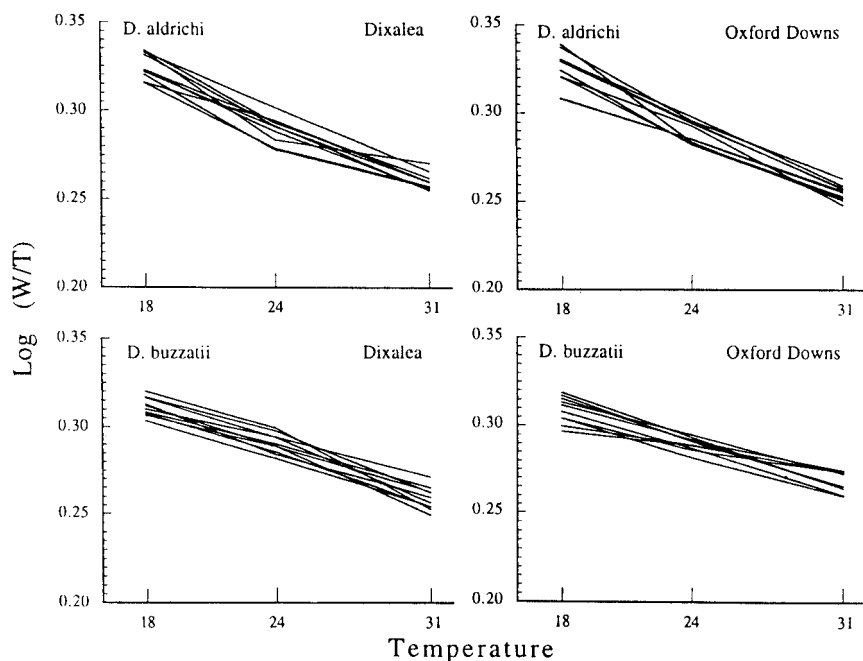 D. aldrichi Dixalea
0.35
0.30
0.25
0.20
18 24 31
D. aldrichi Oxford Downs
0.35
0.30
0.25
0.20
18 24 31
D. buzzatii Dixalea
0.35
0.30
0.25
0.20
18 24 31
D. buzzatii Oxford Downs
0.35
0.30
0.25
0.20
18 24 31
Log (W/T)
Temperature